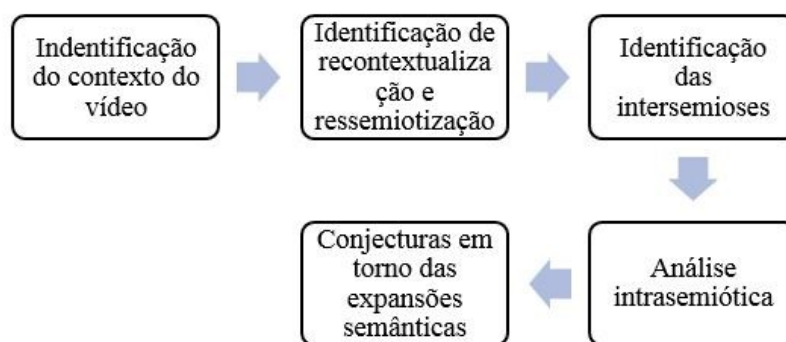 Indentificação
do contexto do
vídeo
Identificação de
recontextualiza
ção e
ressemiotização
Identificação
das
intersemioses
Análise
intrasemiótica
Conjecturas em
torno das
expansões
semânticas